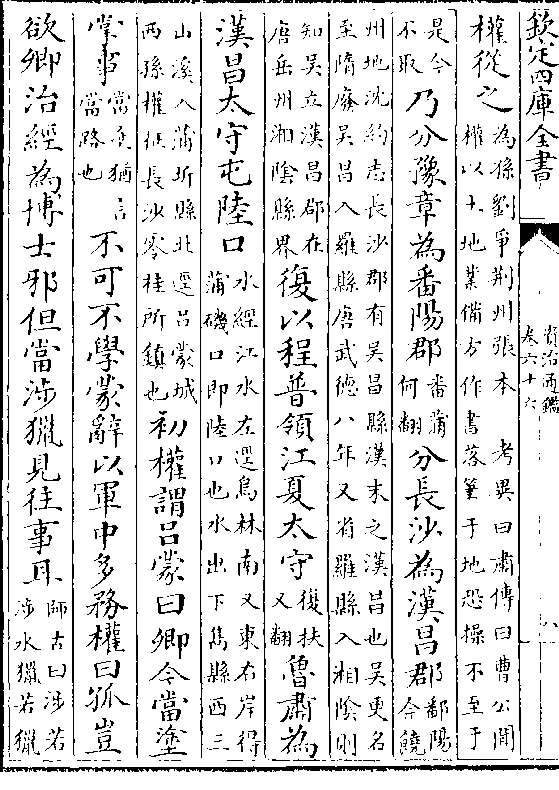 欽定四庫全書
資治通鑑
卷六十六
權從之為孫劉爭荆州張本 考異曰肅傳曰曹公聞
權以土地業備方作書落筆于地恐操不至于
是今
不取乃分豫章為番陽郡番蒲
何翻分長沙為漢昌郡鄱陽
今饒
州地沈約志長沙郡有吳昌縣漢末之漢昌也吳更名
至隋廢吳昌入羅縣唐武德八年又省羅縣入湘隂則
知吳立漢昌郡在
唐岳州湘隂縣界復以程普領江夏太守復扶
又翻魯肅為
漢昌太守屯陸口水經江水左逕烏林南又東右岸得
蒲磯口即陸口也水出下雋縣西三
山溪入蒲圻縣北逕吕蒙城
西孫權征長沙零桂所鎮也初權謂吕蒙曰卿今當塗
掌事當塗猶言
當路也不可不學蒙辭以軍中多務權曰孤豈
欲卿治經為博士邪但當涉獵見往事耳師古曰涉若
涉水獵若獵